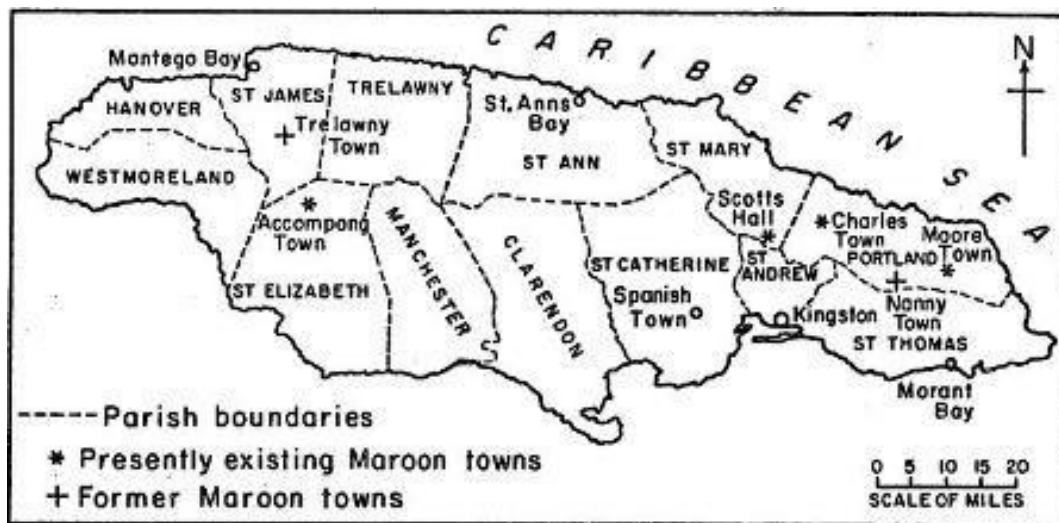 CARIBBEAN SEA
N
Montego Bay
HANOVER
ST JAMES
TRELAWNY
St. Anns
Bay
Trelawny
Town
ST ANN
ST MARY
WESTMORELAND
Accompong
Town
MANCHESTER
CLARENDON
Scotts
Hall
Charles
Town
Moore
Town
PORTLAND
ST CATHERINE
ST
ANDREW
ST ELIZABETH
Spanish
Town
Kingston
Nanny
Town
ST THOMAS
Morant
Bay
Parish boundaries
* Presently existing Maroon towns
+ Former Maroon towns
0 5 10 15 20
SCALE OF MILES